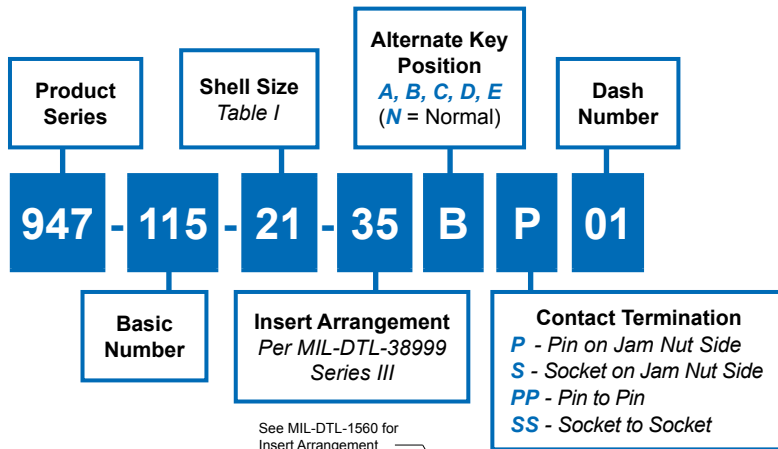 Product
Series
Shell Size
Table I
Alternate Key
Position
A, B, C, D, E
(N = Normal)
Dash
Number
947 - 115 - 21 - 35 B P 01
Basic
Number
Insert Arrangement
Per MIL-DTL-38999
Series III
Contact Termination
P - Pin on Jam Nut Side
S - Socket on Jam Nut Side
PP - Pin to Pin
SS - Socket to Socket
See MIL-DTL-1560 for
Insert Arrangement